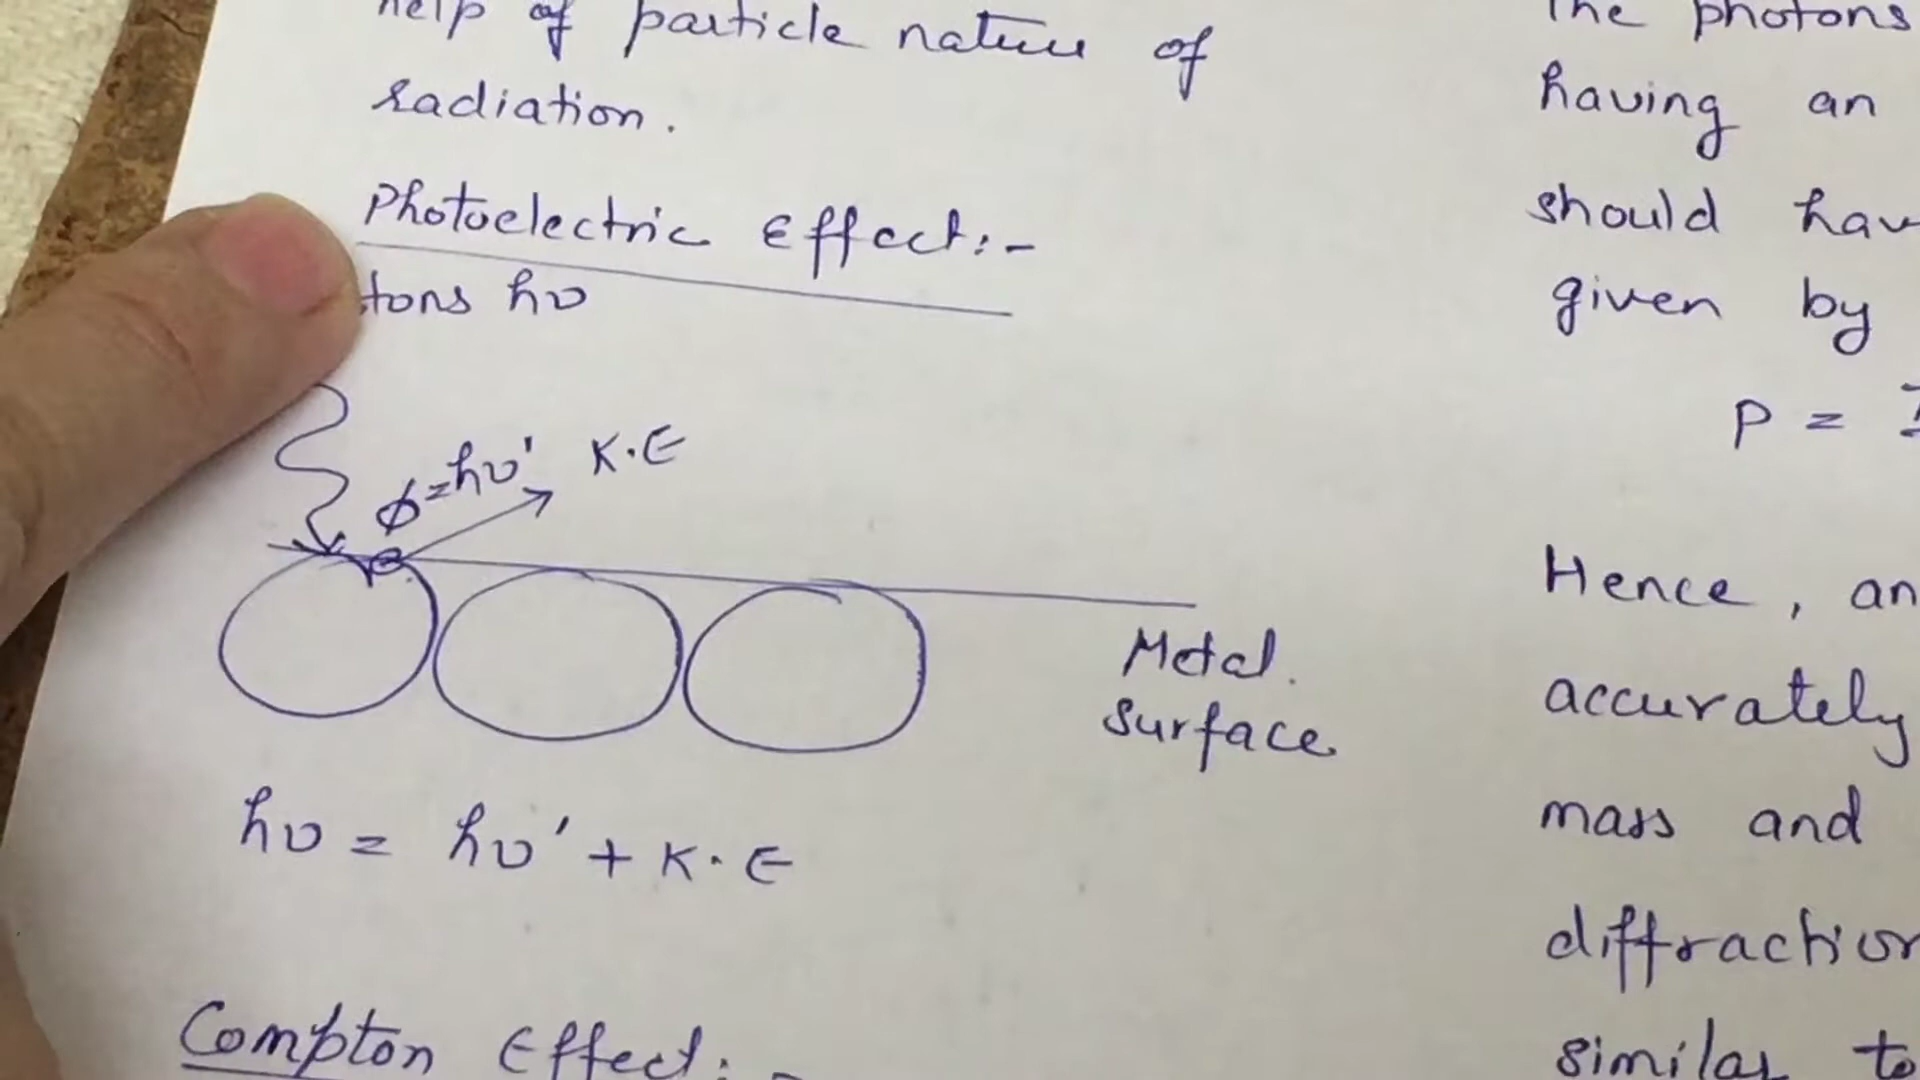 help of particle nature of
radiation.
Photoelectric Effect:-
tons hυ
φ=hυ' K.E
Metal.
surface
hυ = hυ' + K.E
Compton Effect:-
The photons
having an
should hav
given by
P =
Hence, an
accurately
mass and
diffraction
similar to